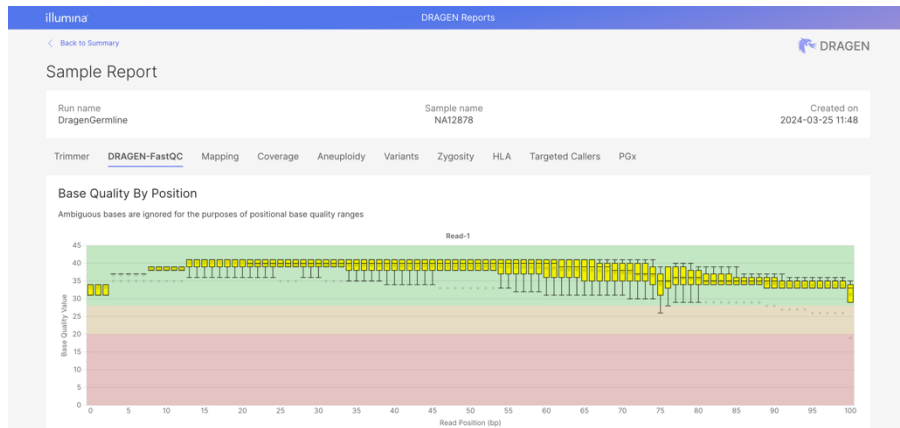 illumina
DRAGEN Reports
Back to Summary
DRAGEN
Sample Report
Run name
Sample name
Created on
DragenGermline
NA12878
2024-03-25 11:48
Trimmer DRAGEN-FastQC Mapping Coverage Aneuploidy Variants Zygosity HLA Targeted Callers PGx
Base Quality By Position
Ambiguous bases are ignored for the purposes of positional base quality ranges
Read-1
45
40
35
30
25
20
15
10
5
0
Base Quality Value
0 5 10 15 20 25 30 35 40 45 50 55 60 65 70 75 80 85 90 95 100
Read Position (bp)